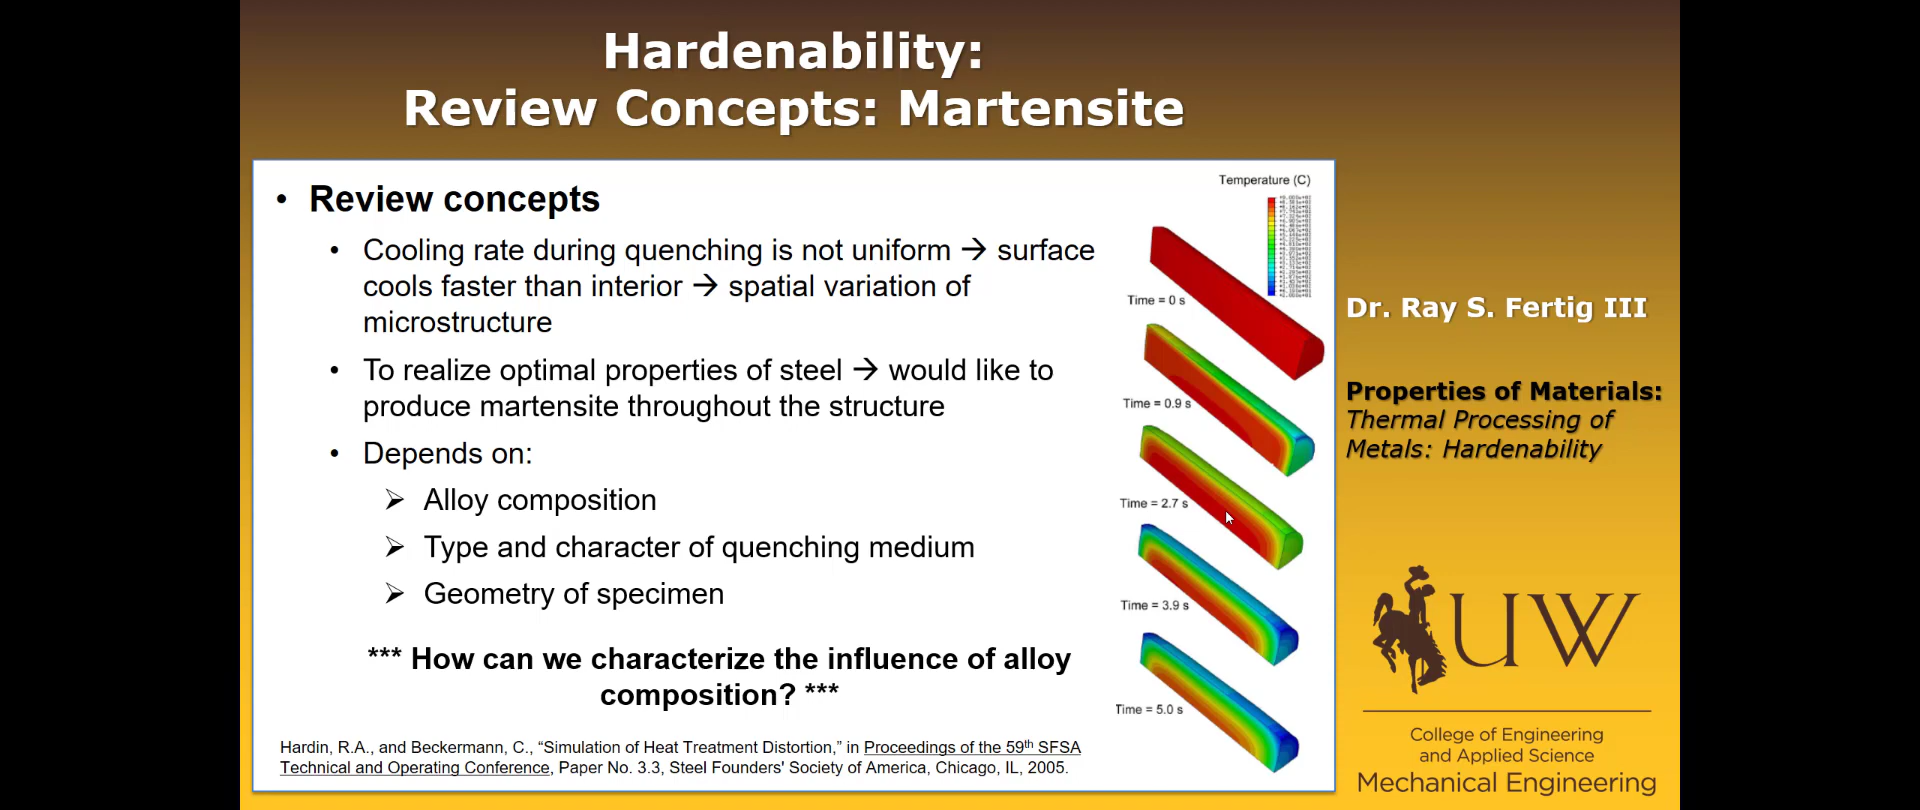 Hardenability:
Review Concepts: Martensite
• Review concepts
• Cooling rate during quenching is not uniform → surface
cools faster than interior → spatial variation of
microstructure
• To realize optimal properties of steel → would like to
produce martensite throughout the structure
• Depends on:
➢ Alloy composition
➢ Type and character of quenching medium
➢ Geometry of specimen
*** How can we characterize the influence of alloy
composition? ***
Hardin, R.A., and Beckermann, C., “Simulation of Heat Treatment Distortion,” in Proceedings of the 59th SFSA
Technical and Operating Conference, Paper No. 3.3, Steel Founders' Society of America, Chicago, IL, 2005.
Temperature (C)
Time = 0 s
Time = 0.9 s
Time = 2.7 s
Time = 3.9 s
Time = 5.0 s
Dr. Ray S. Fertig III
Properties of Materials:
Thermal Processing of
Metals: Hardenability
UW
College of Engineering
and Applied Science
Mechanical Engineering